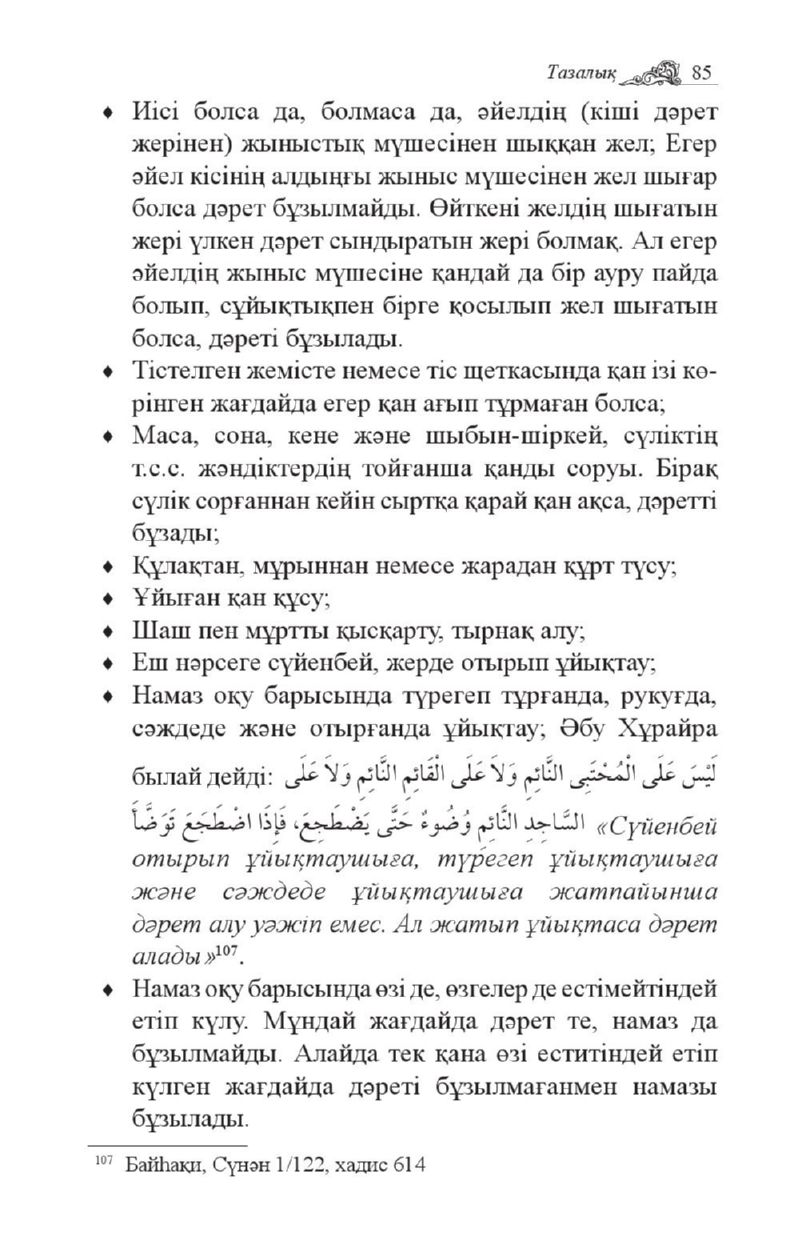 Тазалық 85
♦ Иісі болса да, болмаса да, әйелдің (кіші дәрет
жерінен) жыныстық мүшесінен шыққан жел; Егер
әйел кісінің алдыңғы жыныс мүшесінен жел шығар
болса дәрет бұзылмайды. Өйткені желдің шығатын
жері үлкен дәрет сындыратын жері болмақ. Ал егер
әйелдің жыныс мүшесіне қандай да бір ауру пайда
болып, сұйықтықпен бірге қосылып жел шығатын
болса, дәреті бұзылады.
♦ Тістелген жемісте немесе тіс щеткасында қан ізі кө-
рінген жағдайда егер қан ағып тұрмаған болса;
♦ Маса, сона, кене және шыбын-шіркей, сүліктің
т.с.с. жәндіктердің тойғанша қанды соруы. Бірақ
сүлік сорғаннан кейін сыртқа қарай қан ақса, дәретті
бұзады;
♦ Құлақтан, мұрыннан немесе жарадан құрт түсу;
♦ Ұйыған қан құсу;
♦ Шаш пен мұртты қысқарту, тырнақ алу;
♦ Еш нәрсеге сүйенбей, жерде отырып ұйықтау;
♦ Намаз оқу барысында түрегеп тұрғанда, рукуғда,
сәждеде және отырғанда ұйықтау; Әбу Хұрайра
былай дейді: لَيْسَ عَلَى الْمُحْتَبِى النَّائِمِ وَلاَ عَلَى الْقَائِمِ النَّائِمِ وَلاَ عَلَى
السَّاجِدِ النَّائِمِ وُضُوءٌ حَتَّى يَضْطَجِعَ، فَإِذَا اضْطَجَعَ تَوَضَّأَ «Сүйенбей
отырып ұйықтаушыға, түрегеп ұйықтаушыға
және сәждеде ұйықтаушыға жатпайынша
дәрет алу уәжіп емес. Ал жатып ұйықтаса дәрет
алады»107.
♦ Намаз оқу барысында өзі де, өзгелер де естімейтіндей
етіп күлу. Мұндай жағдайда дәрет те, намаз да
бұзылмайды. Алайда тек қана өзі еститіндей етіп
күлген жағдайда дәреті бұзылмағанмен намазы
бұзылады.
107 Байһақи, Сүнән 1/122, хадис 614